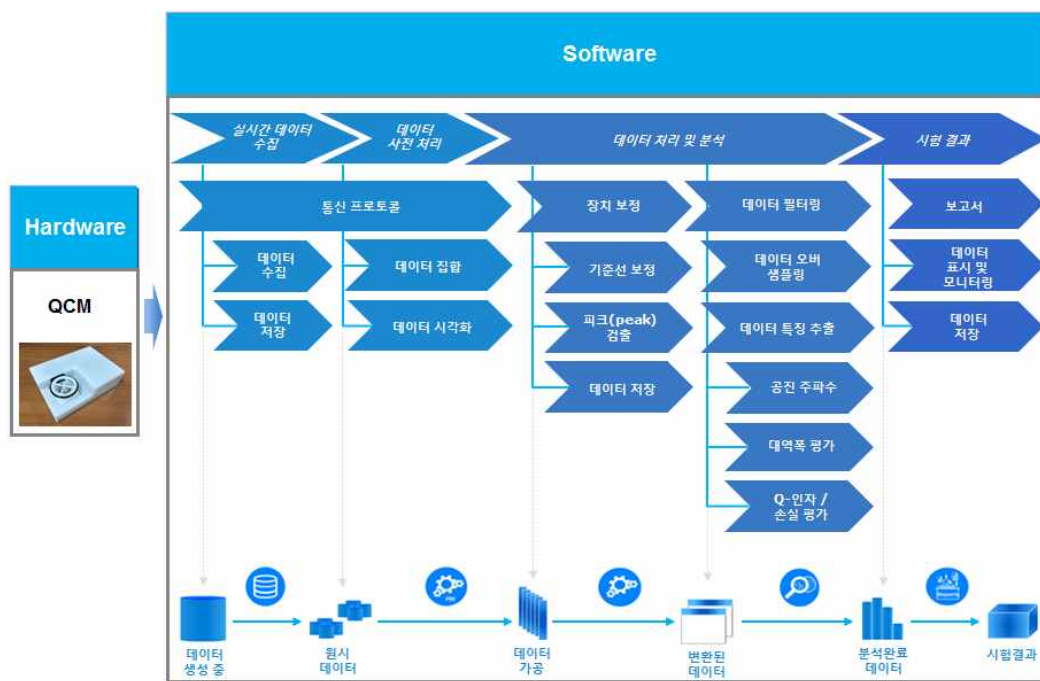 Software
실시간 데이터
수집
데이터
사전 처리
데이터 처리 및 분석
시험 결과
Hardware
QCM
통신 프로토콜
데이터
수집
데이터
저장
데이터 집합
데이터 시각화
장치 보정
기준선 보정
피크(peak)
검출
데이터 저장
데이터 필터링
데이터 오버
샘플링
데이터 특징 추출
공진 주파수
대역폭 평가
Q-인자 /
손실 평가
보고서
데이터
표시 및
모니터링
데이터
저장
데이터
생성 중
원시
데이터
데이터
가공
변환된
데이터
분석완료
데이터
시험결과